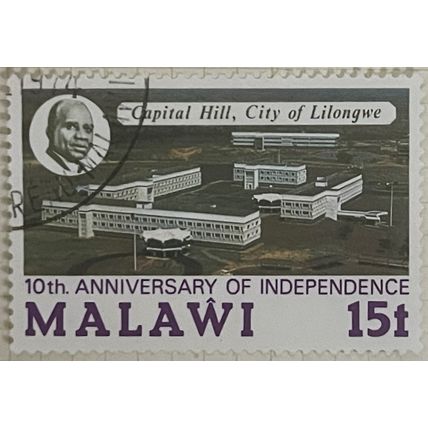 Capital Hill, City of Lilongwe
10th. ANNIVERSARY OF INDEPENDENCE
MALAŴI 15t